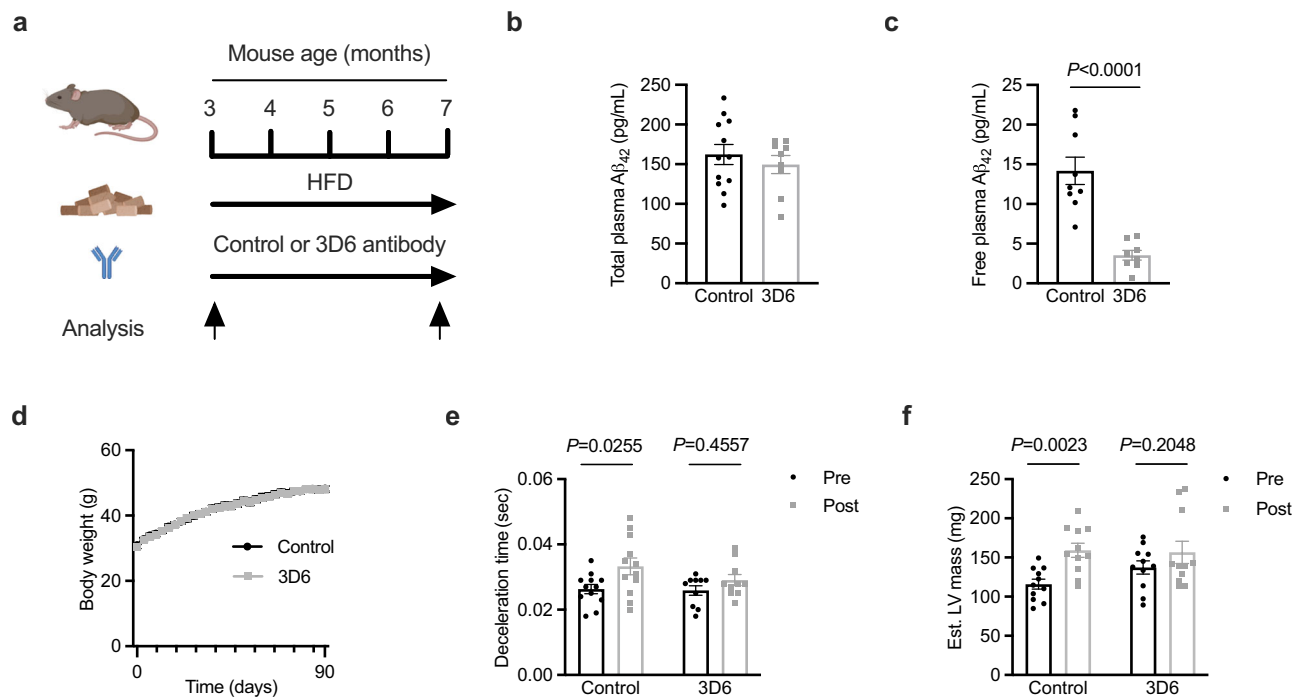 a
Mouse age (months)
3 4 5 6 7
HFD
Control or 3D6 antibody
Analysis
b
Total plasma Aβ42 (pg/mL)
250
200
150
100
50
0
Control 3D6
c
P<0.0001
Free plasma Aβ42 (pg/mL)
25
20
15
10
5
0
Control 3D6
d
Body weight (g)
60
40
20
0
Control
3D6
0 90
Time (days)
e
P=0.0255 P=0.4557
Pre
Post
Deceleration time (sec)
0.06
0.04
0.02
0.00
Control 3D6
f
P=0.0023 P=0.2048
Pre
Post
Est. LV mass (mg)
250
200
150
100
50
0
Control 3D6